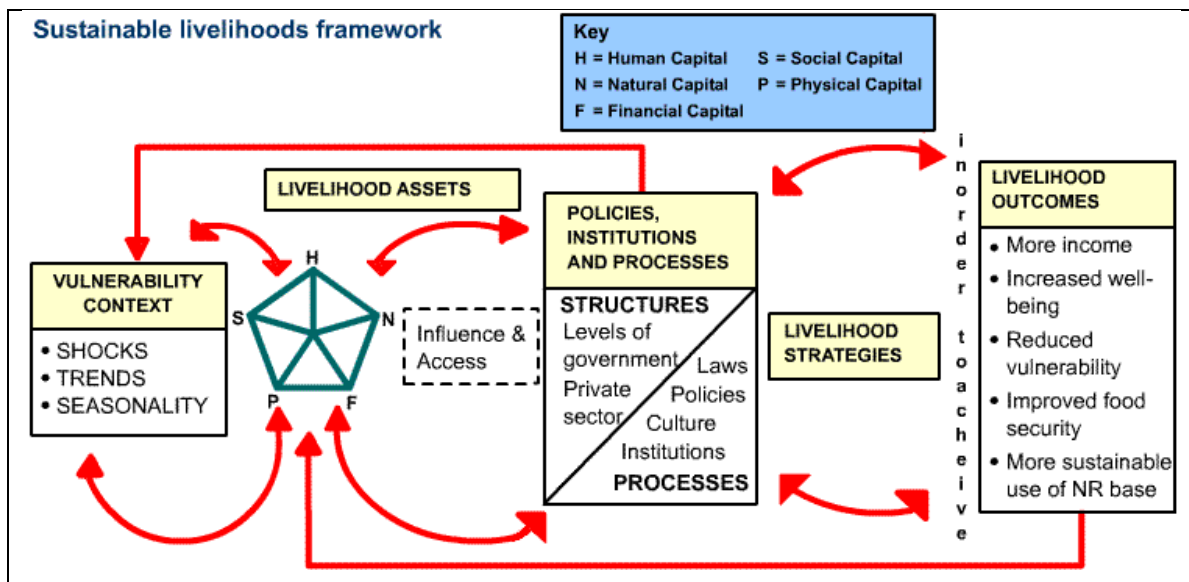 Sustainable livelihoods framework
Key
H = Human Capital S = Social Capital
N = Natural Capital P = Physical Capital
F = Financial Capital
LIVELIHOOD ASSETS
VULNERABILITY
CONTEXT
• SHOCKS
• TRENDS
• SEASONALITY
H
S
N
P
F
Influence &
Access
POLICIES,
INSTITUTIONS
AND PROCESSES
STRUCTURES
Levels of
government
Private
sector
Laws
Policies
Culture
Institutions
PROCESSES
LIVELIHOOD
STRATEGIES
inorder toacheive
LIVELIHOOD
OUTCOMES
• More income
• Increased well-
being
• Reduced
vulnerability
• Improved food
security
• More sustainable
use of NR base